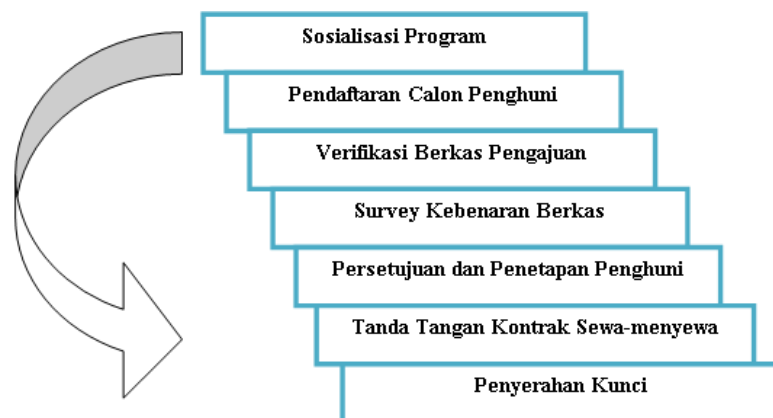 Sosialisasi Program
Pendaftaran Calon Penghuni
Verifikasi Berkas Pengajuan
Survey Kebenaran Berkas
Persetujuan dan Penetapan Penghuni
Tanda Tangan Kontrak Sewa-menyewa
Penyerahan Kunci